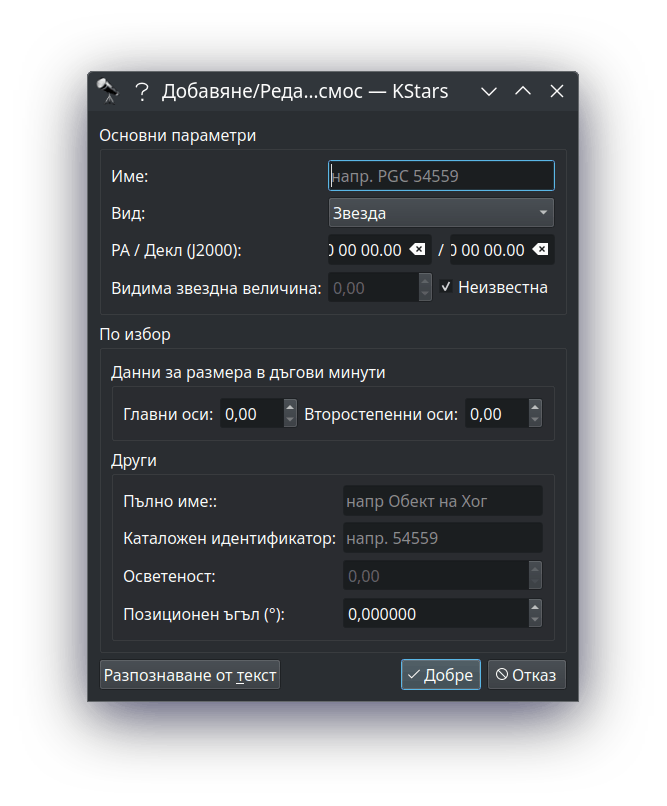 Добавяне/Реда...смос — KStars
Основни параметри
Име: напр. PGC 54559
Вид: Звезда
РА / Декл (J2000): 0 00 00.00 / 0 00 00.00
Видима звездна величина: 0,00 Неизвестна
По избор
Данни за размера в дъгови минути
Главни оси: 0,00 Второстепенни оси: 0,00
Други
Пълно име:: напр Обект на Хог
Каталожен идентификатор: напр. 54559
Осветеност: 0,00
Позиционен ъгъл (°): 0,000000
Разпознаване от текст Добре Отказ